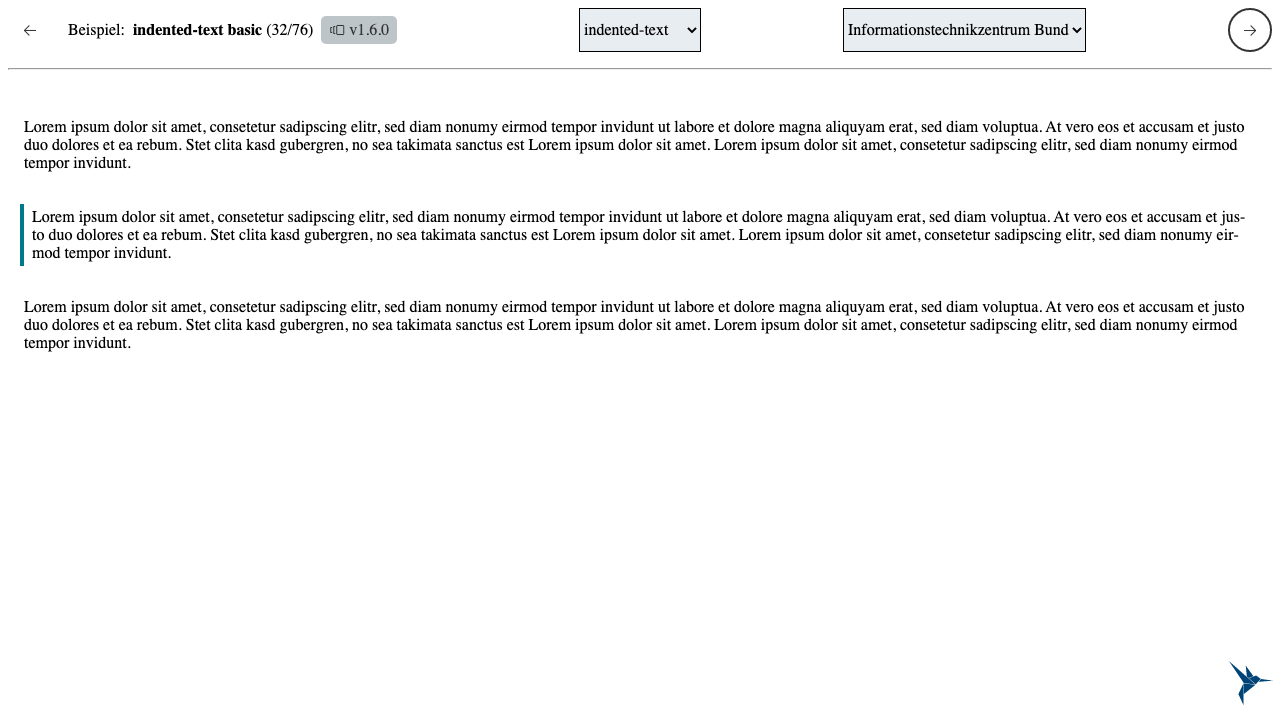 Beispiel: indented-text basic (32/76) v1.6.0 indented-text Informationstechnikzentrum Bund
Lorem ipsum dolor sit amet, consetetur sadipscing elitr, sed diam nonumy eirmod tempor invidunt ut labore et dolore magna aliquyam erat, sed diam voluptua. At vero eos et accusam et justo
duo dolores et ea rebum. Stet clita kasd gubergren, no sea takimata sanctus est Lorem ipsum dolor sit amet. Lorem ipsum dolor sit amet, consetetur sadipscing elitr, sed diam nonumy eirmod
tempor invidunt.
Lorem ipsum dolor sit amet, consetetur sadipscing elitr, sed diam nonumy eirmod tempor invidunt ut labore et dolore magna aliquyam erat, sed diam voluptua. At vero eos et accusam et jus-
to duo dolores et ea rebum. Stet clita kasd gubergren, no sea takimata sanctus est Lorem ipsum dolor sit amet. Lorem ipsum dolor sit amet, consetetur sadipscing elitr, sed diam nonumy eir-
mod tempor invidunt.
Lorem ipsum dolor sit amet, consetetur sadipscing elitr, sed diam nonumy eirmod tempor invidunt ut labore et dolore magna aliquyam erat, sed diam voluptua. At vero eos et accusam et justo
duo dolores et ea rebum. Stet clita kasd gubergren, no sea takimata sanctus est Lorem ipsum dolor sit amet. Lorem ipsum dolor sit amet, consetetur sadipscing elitr, sed diam nonumy eirmod
tempor invidunt.